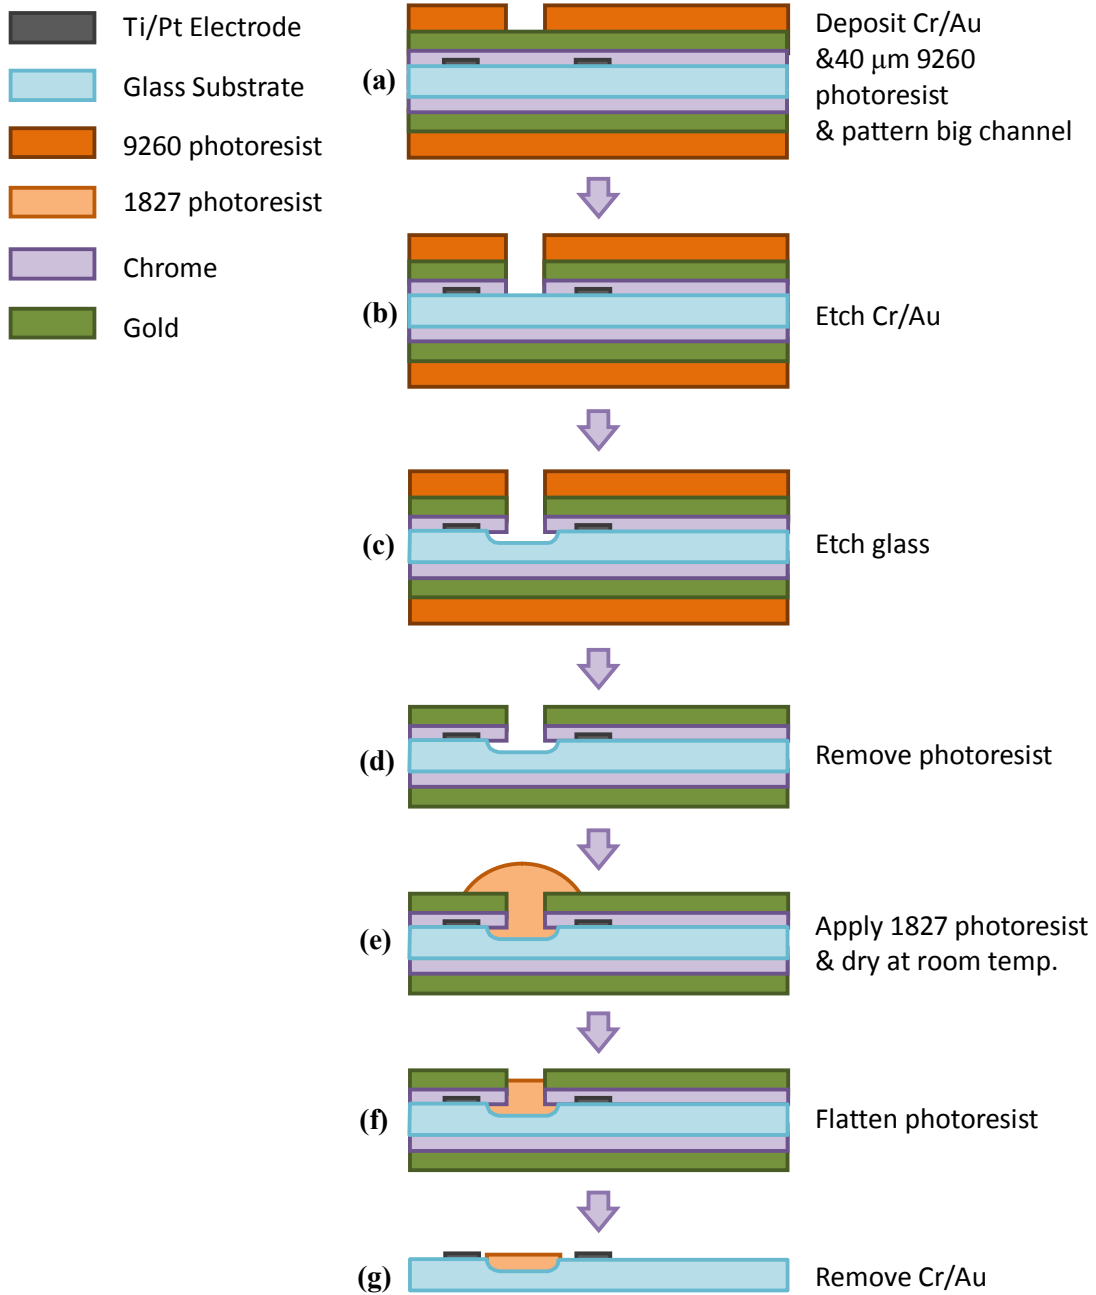 Ti/Pt Electrode
Glass Substrate
9260 photoresist
1827 photoresist
Chrome
Gold
(a)
Deposit Cr/Au
&40 μm 9260
photoresist
& pattern big channel
(b)
Etch Cr/Au
(c)
Etch glass
(d)
Remove photoresist
(e)
Apply 1827 photoresist
& dry at room temp.
(f)
Flatten photoresist
(g)
Remove Cr/Au